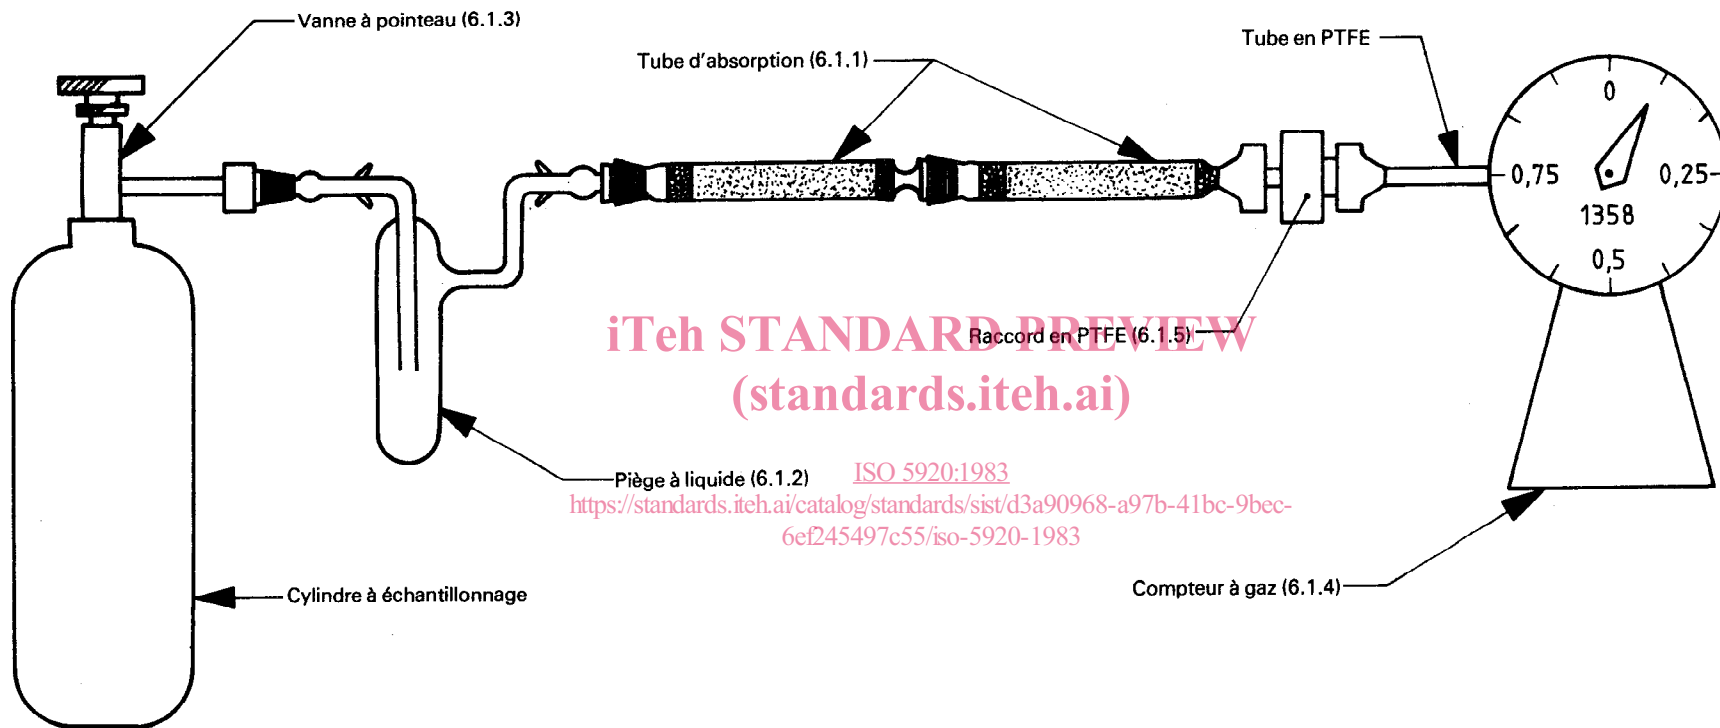 Vanne à pointeau (6.1.3)
Tube d'absorption (6.1.1)
Tube en PTFE
0
0,75
0,25
1358
0,5
iTeh STANDARD PREVIEW
Raccord en PTFE (6.1.5)
(standards.iteh.ai)
Piège à liquide (6.1.2)
ISO 5920:1983
https://standards.iteh.ai/catalog/standards/sist/d3a90968-a97b-41bc-9bec-
6ef245497c55/iso-5920-1983
Cylindre à échantillonnage
Compteur à gaz (6.1.4)